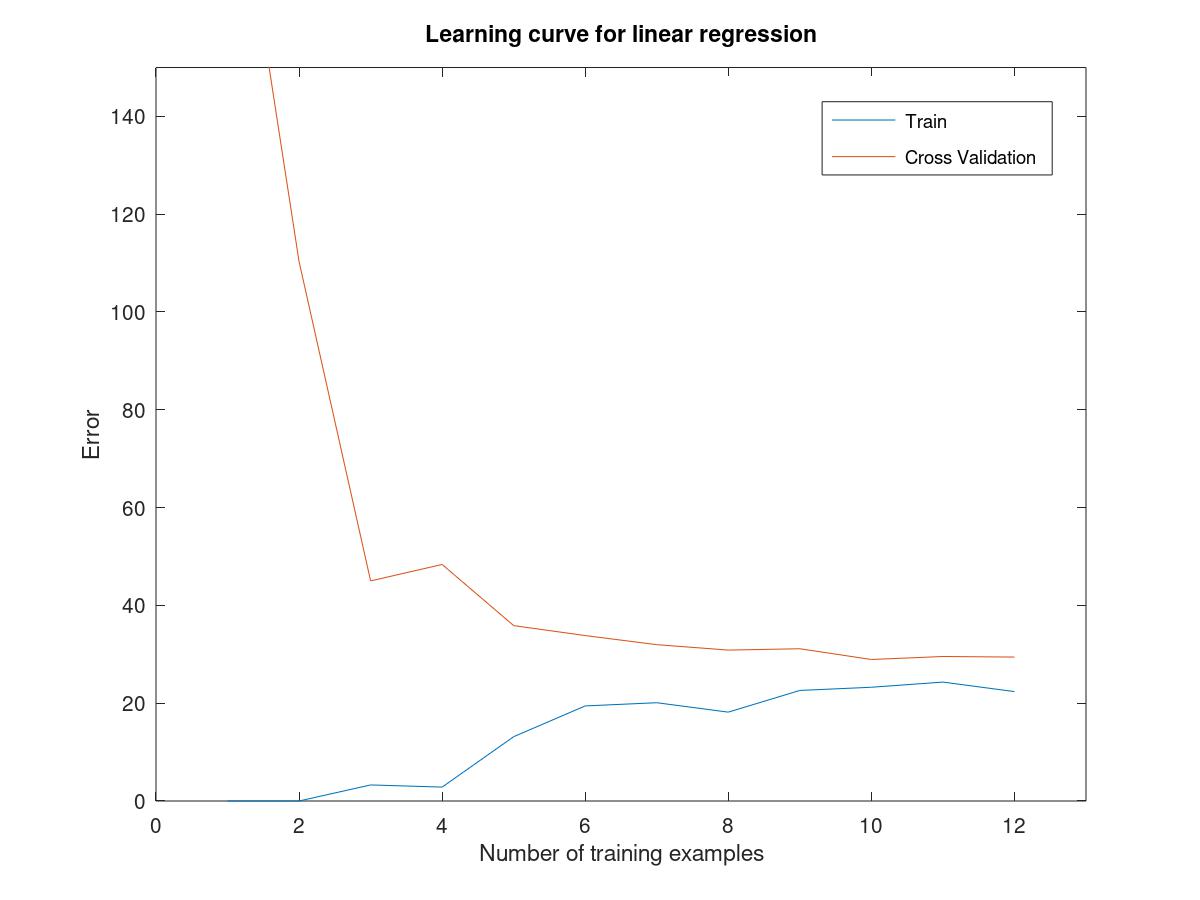 Learning curve for linear regression
Train
Cross Validation
140
120
100
80
60
40
20
0
Error
0 2 4 6 8 10 12
Number of training examples